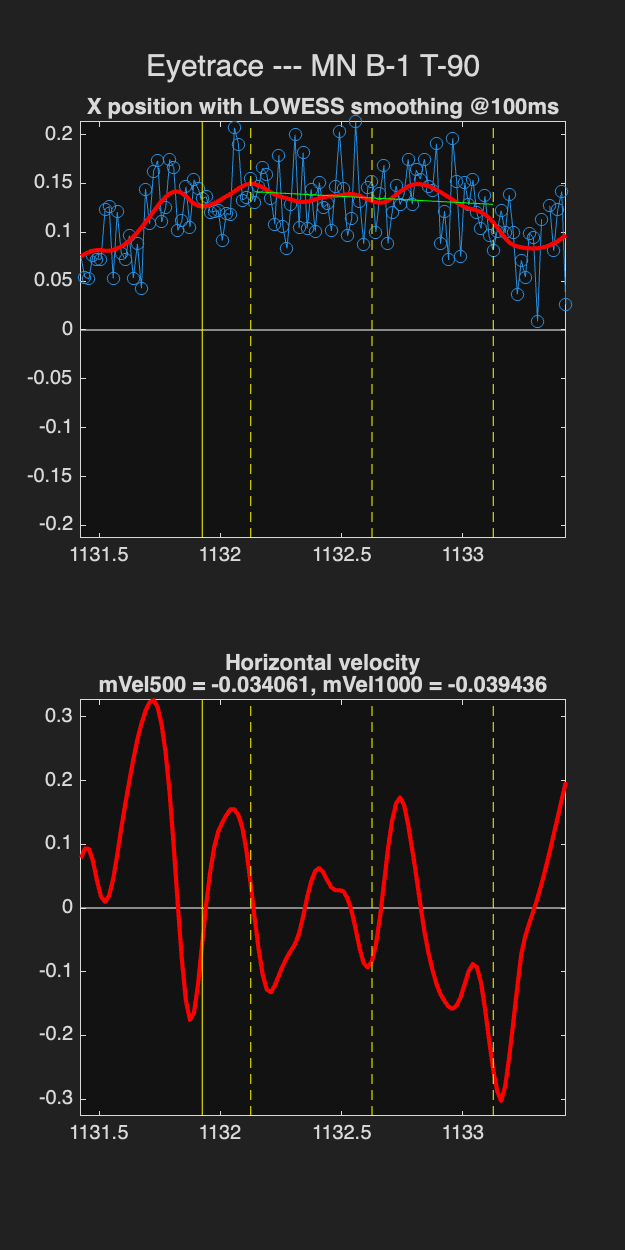 Eyetrace --- MN B-1 T-90
X position with LOWESS smoothing @100ms
0.2
0.15
0.1
0.05
0
-0.05
-0.1
-0.15
-0.2
1131.5 1132 1132.5 1133
Horizontal velocity
mVel500 = -0.034061, mVel1000 = -0.039436
0.3
0.2
0.1
0
-0.1
-0.2
-0.3
1131.5 1132 1132.5 1133